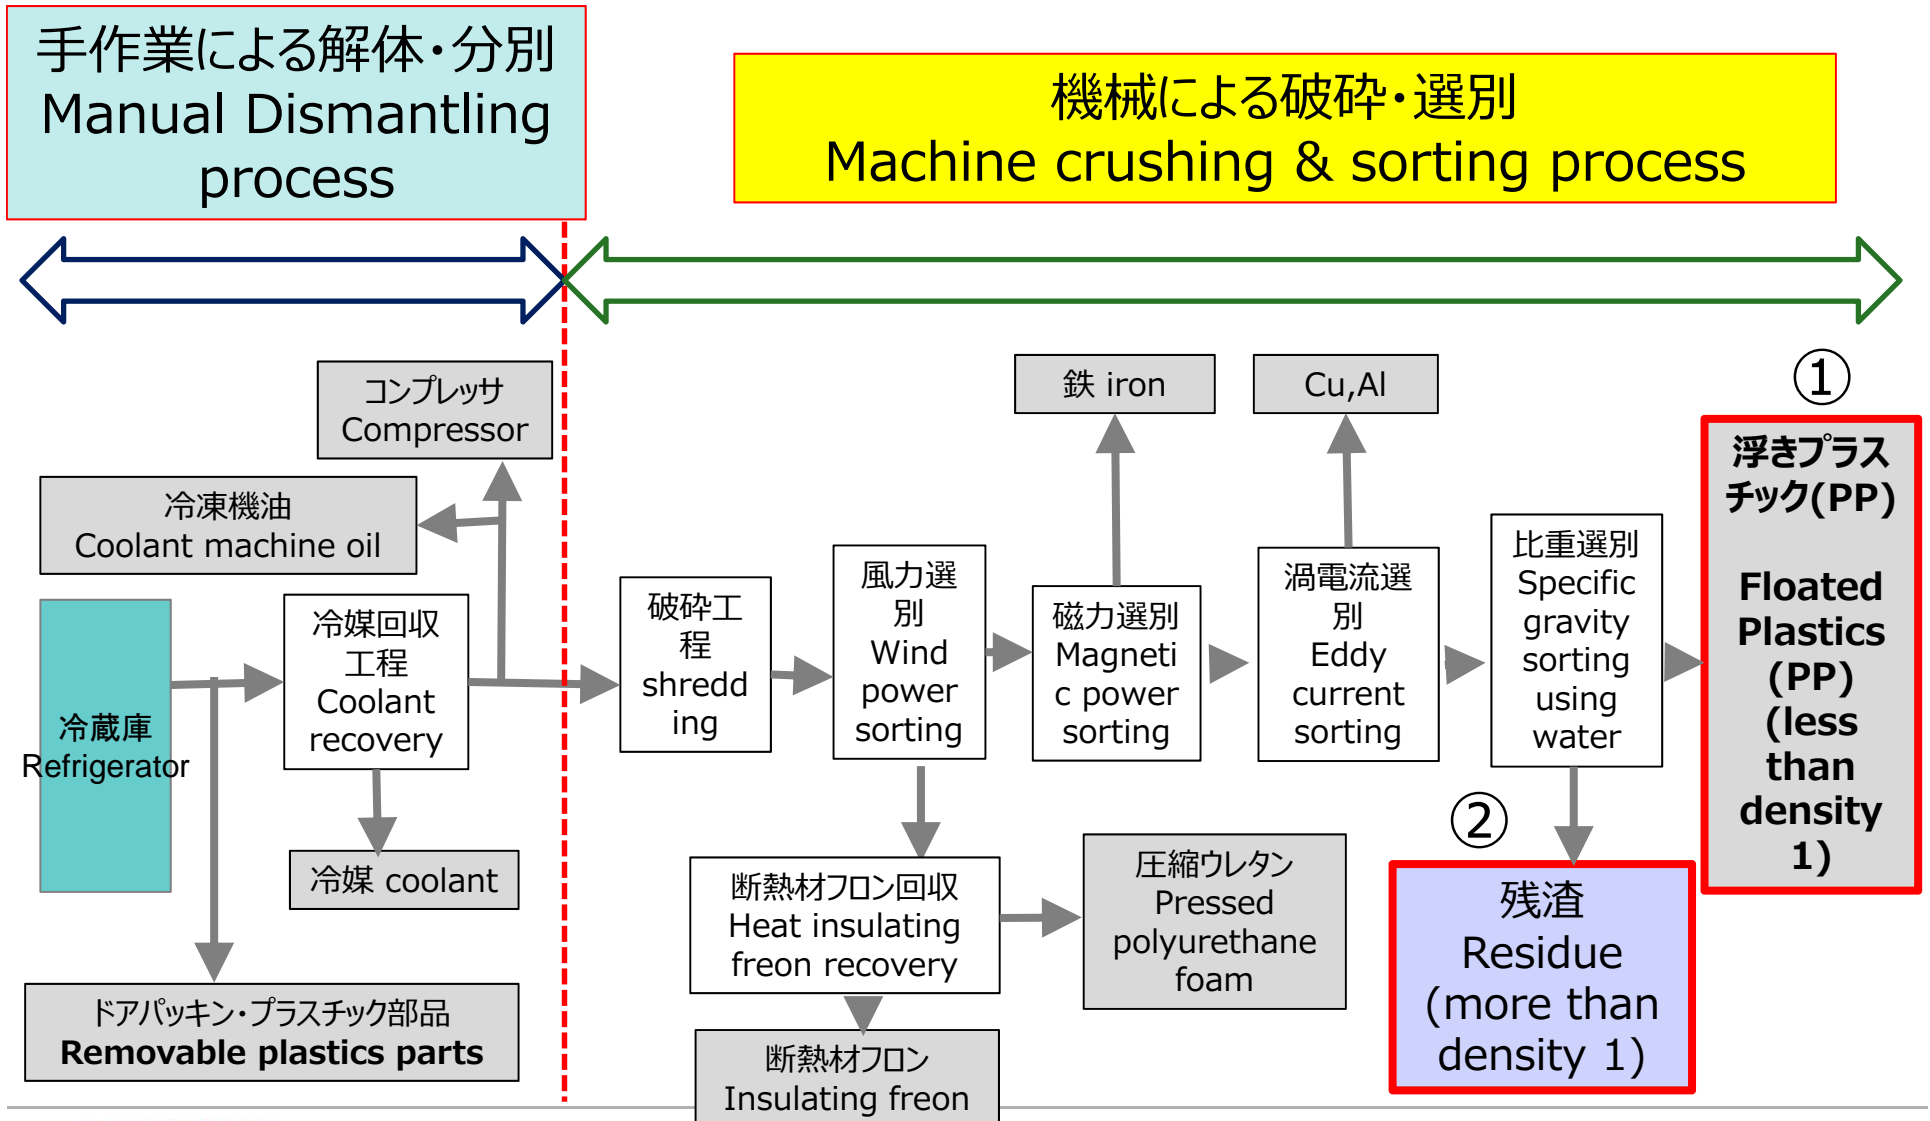 手作業による解体・分別
Manual Dismantling
process
機械による破砕・選別
Machine crushing & sorting process
コンプレッサ
Compressor
冷凍機油
Coolant machine oil
冷蔵庫
Refrigerator
冷媒回収
工程
Coolant
recovery
冷媒 coolant
ドアパッキン・プラスチック部品
Removable plastics parts
破砕工
程
shredd
ing
風力選
別
Wind
power
sorting
断熱材フロン回収
Heat insulating
freon recovery
断熱材フロン
Insulating freon
圧縮ウレタン
Pressed
polyurethane
foam
鉄 iron
磁力選別
Magneti
c power
sorting
Cu,Al
渦電流選
別
Eddy
current
sorting
比重選別
Specific
gravity
sorting
using
water
①
浮きプラス
チック(PP)
Floated
Plastics
(PP)
(less
than
density
1)
②
残渣
Residue
(more than
density 1)